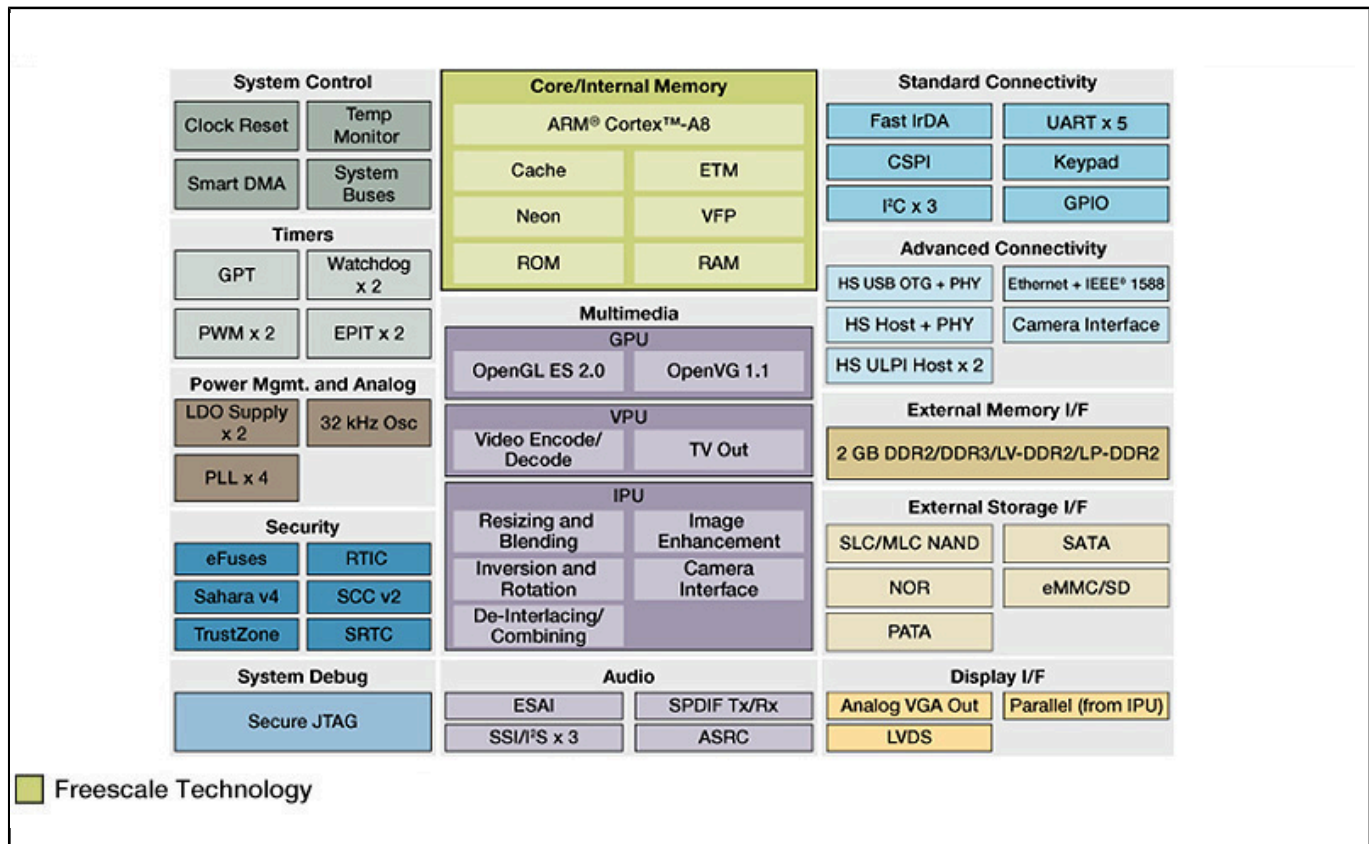 System Control
Clock Reset
Temp
Monitor
Smart DMA
System
Buses
Timers
GPT
Watchdog
x 2
PWM x 2
EPIT x 2
Power Mgmt. and Analog
LDO Supply
x 2
32 kHz Osc
PLL x 4
Security
eFuses
RTIC
Sahara v4
SCC v2
TrustZone
SRTC
System Debug
Secure JTAG
Core/Internal Memory
ARM® Cortex™-A8
Cache
ETM
Neon
VFP
ROM
RAM
Multimedia
GPU
OpenGL ES 2.0
OpenVG 1.1
VPU
Video Encode/
Decode
TV Out
IPU
Resizing and
Blending
Image
Enhancement
Inversion and
Rotation
Camera
Interface
De-Interlacing/
Combining
Audio
ESAI
SPDIF Tx/Rx
SSI/I²S x 3
ASRC
Standard Connectivity
Fast IrDA
UART x 5
CSPI
Keypad
I²C x 3
GPIO
Advanced Connectivity
HS USB OTG + PHY
Ethernet + IEEE® 1588
HS Host + PHY
Camera Interface
HS ULPI Host x 2
External Memory I/F
2 GB DDR2/DDR3/LV-DDR2/LP-DDR2
External Storage I/F
SLC/MLC NAND
SATA
NOR
eMMC/SD
PATA
Display I/F
Analog VGA Out
Parallel (from IPU)
LVDS
Freescale Technology